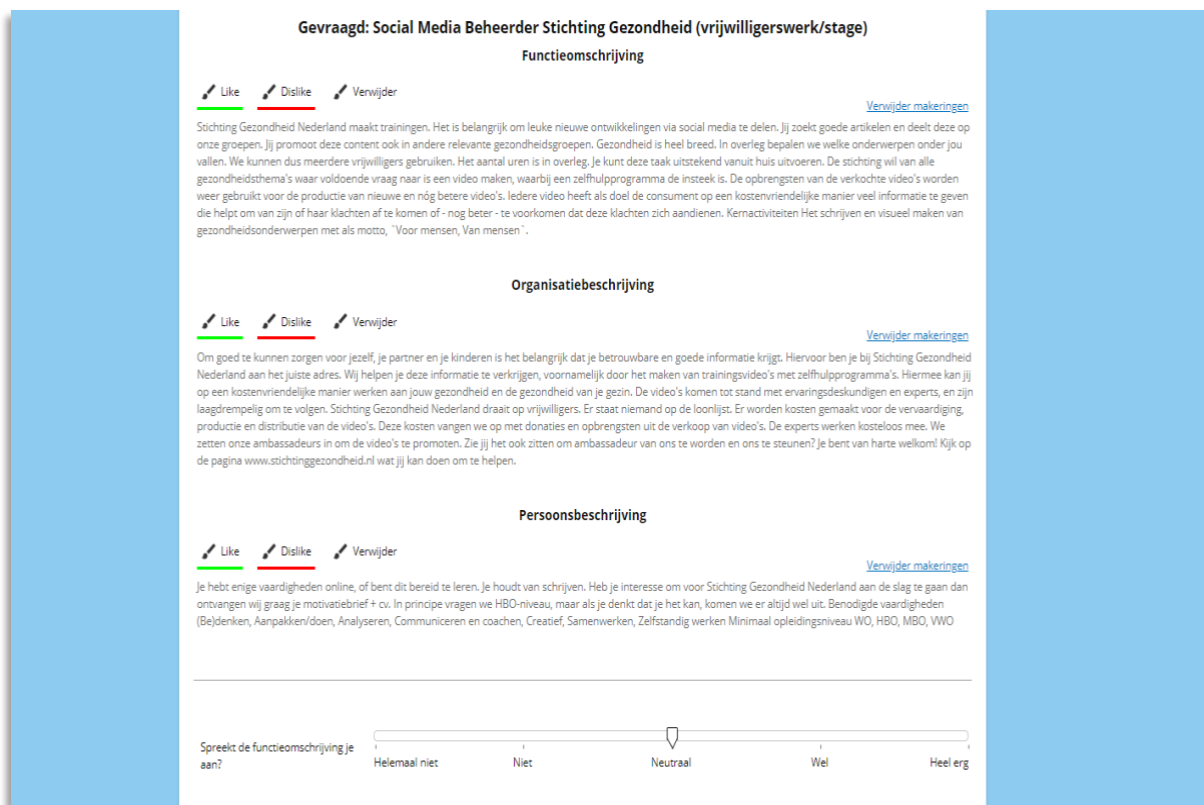 Gevraagd: Social Media Beheerder Stichting Gezondheid (vrijwilligerswerk/stage)
Functieomschrijving
Like Dislike Verwijder
Verwijder makeringen
Stichting Gezondheid Nederland maakt trainingen. Het is belangrijk om leuke nieuwe ontwikkelingen via social media te delen. Jij zoekt goede artikelen en deelt deze op
onze groepen. Jij promoot deze content ook in andere relevante gezondheidsgroepen. Gezondheid is heel breed. In overleg bepalen we welke onderwerpen onder jou
vallen. We kunnen dus meerdere vrijwilligers gebruiken. Het aantal uren is in overleg. Je kunt deze taak uitstekend vanuit huis uitvoeren. De stichting wil van alle
gezondheidsthema's waar voldoende vraag naar is een video maken, waarbij een zelfhulpprogramma de insteek is. De opbrengsten van de verkochte video's worden
weer gebruikt voor de productie van nieuwe en nóg betere video's. Iedere video heeft als doel de consument op een kostenvriendelijke manier veel informatie te geven
die helpt om van zijn of haar klachten af te komen of - nog beter - te voorkomen dat deze klachten zich aandienen. Kernactiviteiten Het schrijven en visueel maken van
gezondheidsonderwerpen met als motto, `Voor mensen, Van mensen`.
Organisatiebeschrijving
Like Dislike Verwijder
Verwijder makeringen
Om goed te kunnen zorgen voor jezelf, je partner en je kinderen is het belangrijk dat je betrouwbare en goede informatie krijgt. Hiervoor ben je bij Stichting Gezondheid
Nederland aan het juiste adres. Wij helpen je deze informatie te verkrijgen, voornamelijk door het maken van trainingsvideo's met zelfhulpprogramma's. Hiermee kan jij
op een kostenvriendelijke manier werken aan jouw gezondheid en de gezondheid van je gezin. De video's komen tot stand met ervaringsdeskundigen en experts, en zijn
laagdrempelig om te volgen. Stichting Gezondheid Nederland draait op vrijwilligers. Er staat niemand op de loonlijst. Er worden kosten gemaakt voor de vervaardiging,
productie en distributie van de video's. Deze kosten vangen we op met donaties en opbrengsten uit de verkoop van video's. De experts werken kosteloos mee. We
zetten onze ambassadeurs in om de video's te promoten. Zie jij het ook zitten om ambassadeur van ons te worden en ons te steunen? Je bent van harte welkom! Kijk op
de pagina www.stichtinggezondheid.nl wat jij kan doen om te helpen.
Persoonsbeschrijving
Like Dislike Verwijder
Verwijder makeringen
Je hebt enige vaardigheden online, of bent dit bereid te leren. Je houdt van schrijven. Heb je interesse om voor Stichting Gezondheid Nederland aan de slag te gaan dan
ontvangen wij graag je motivatiebrief + cv. In principe vragen we HBO-niveau, maar als je denkt dat je het kan, komen we er altijd wel uit. Benodigde vaardigheden
(Be)denken, Aanpakken/doen, Analyseren, Communiceren en coachen, Creatief, Samenwerken, Zelfstandig werken Minimaal opleidingsniveau WO, HBO, MBO, VWO
Spreekt de functieomschrijving je
aan?
Helemaal niet Niet Neutraal Wel Heel erg